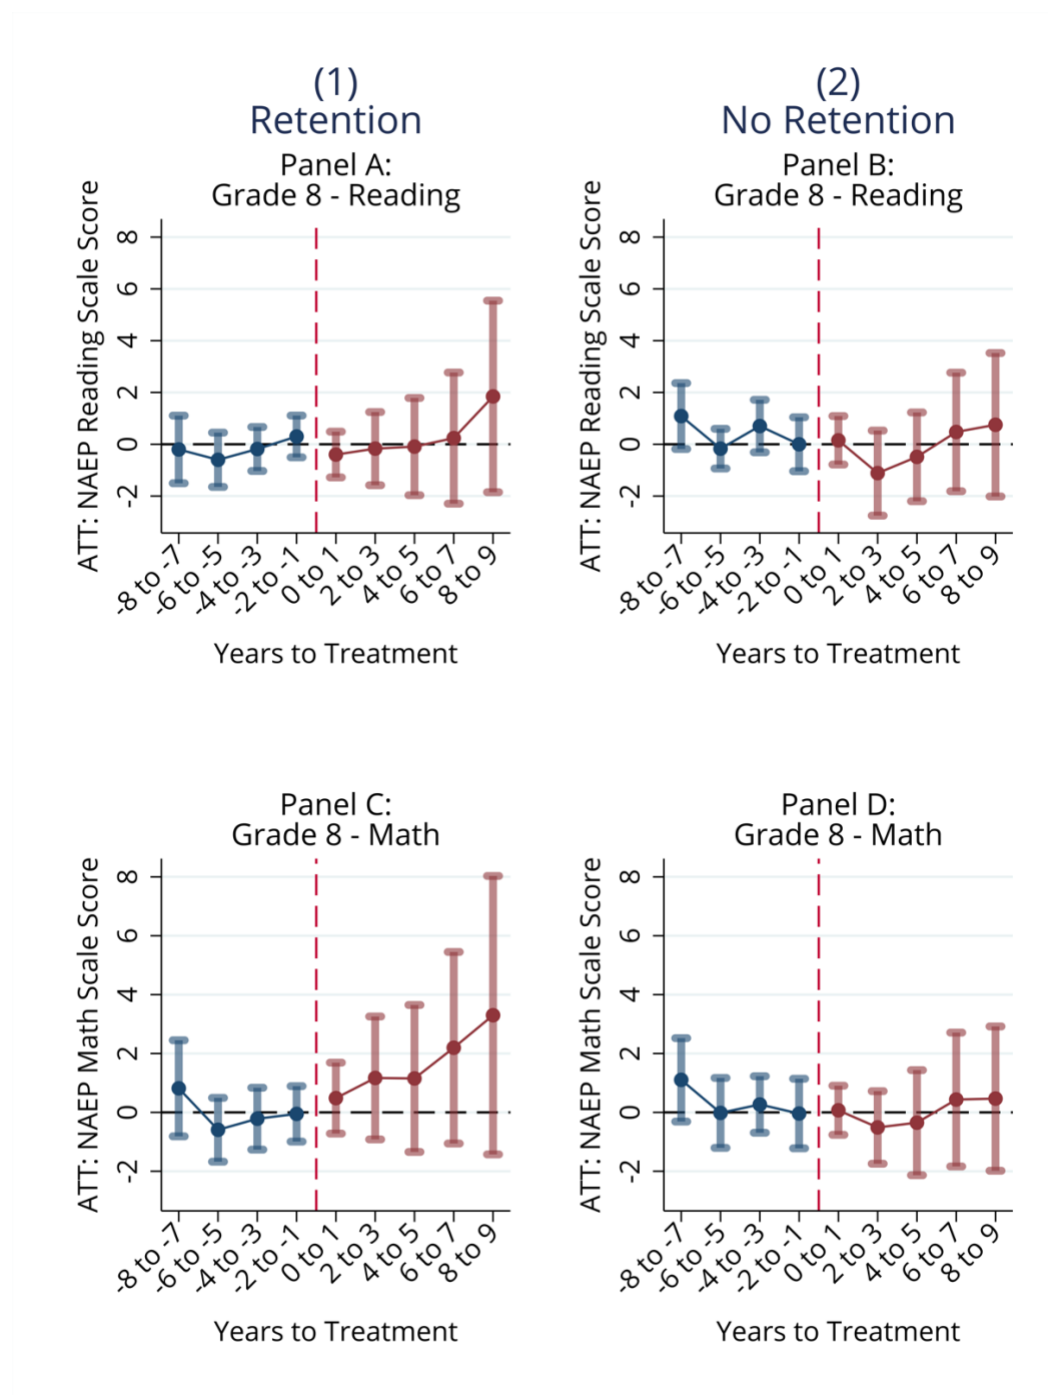 (1)
Retention
(2)
No Retention
Panel A:
Grade 8 - Reading
ATT: NAEP Reading Scale Score
8
6
4
2
0
-2
-8 to -7
-6 to -5
-4 to -3
-2 to -1
0 to 1
2 to 3
4 to 5
6 to 7
8 to 9
Years to Treatment
Panel B:
Grade 8 - Reading
ATT: NAEP Reading Scale Score
8
6
4
2
0
-2
-8 to -7
-6 to -5
-4 to -3
-2 to -1
0 to 1
2 to 3
4 to 5
6 to 7
8 to 9
Years to Treatment
Panel C:
Grade 8 - Math
ATT: NAEP Math Scale Score
8
6
4
2
0
-2
-8 to -7
-6 to -5
-4 to -3
-2 to -1
0 to 1
2 to 3
4 to 5
6 to 7
8 to 9
Years to Treatment
Panel D:
Grade 8 - Math
ATT: NAEP Math Scale Score
8
6
4
2
0
-2
-8 to -7
-6 to -5
-4 to -3
-2 to -1
0 to 1
2 to 3
4 to 5
6 to 7
8 to 9
Years to Treatment